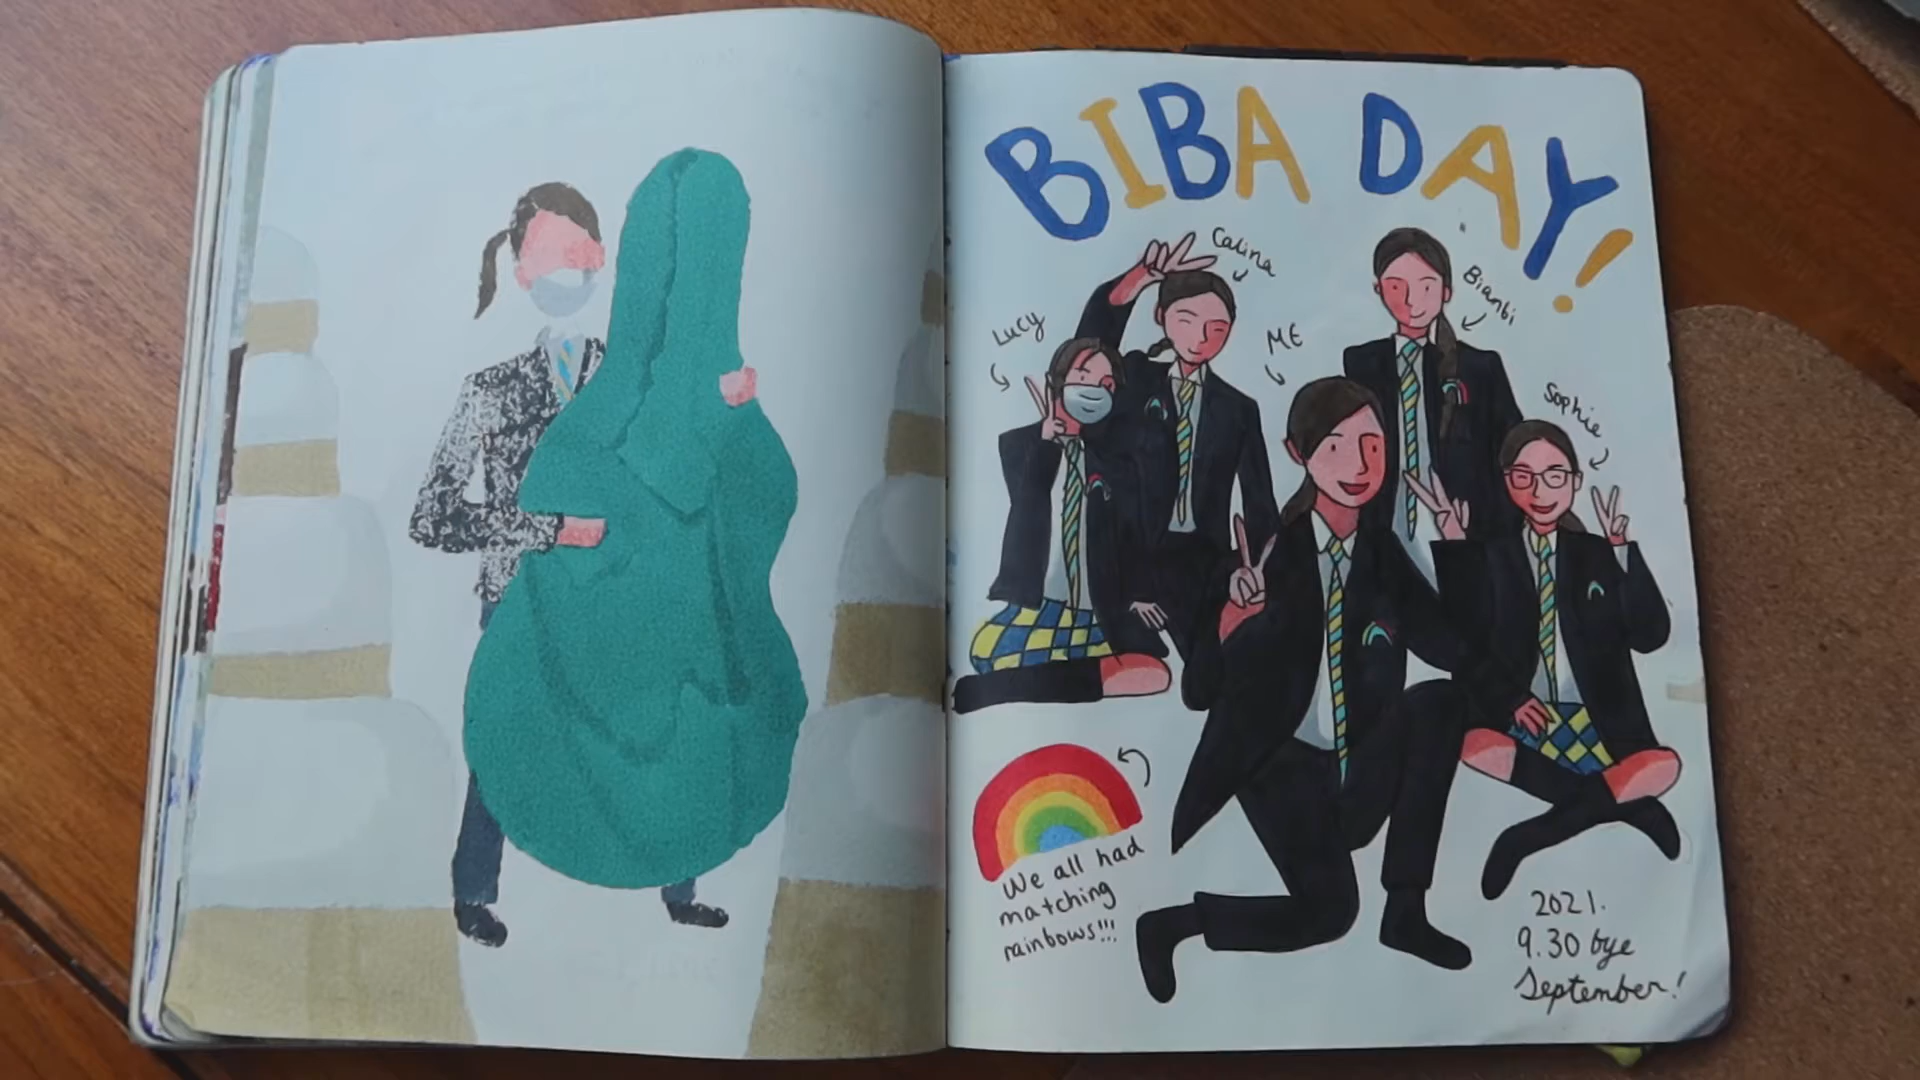 BIBA DAY!
Calina
Bianbi
Lucy
ME
Sophie
We all had
matching
rainbows!!!
2021.
9.30 bye
September!